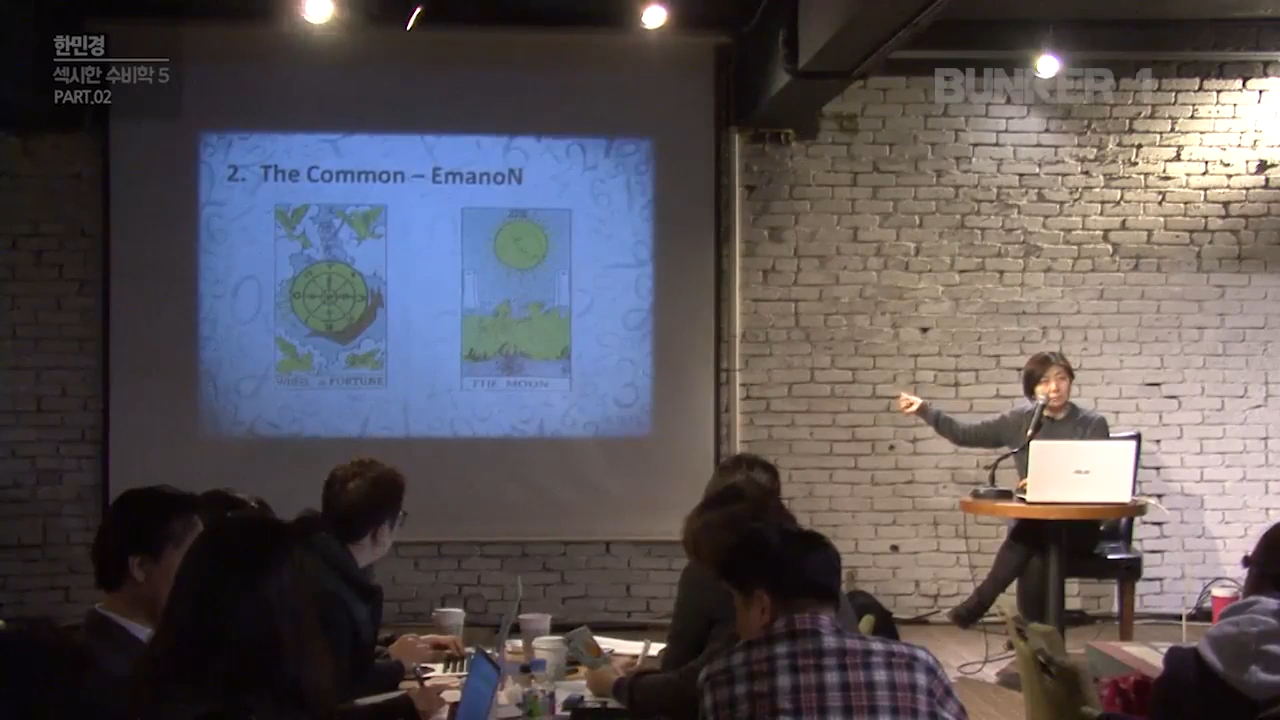 한민경
섹시한 수비학 5
PART.02
BUNKER 1
2. The Common – EmanoN
WHEEL of FORTUNE
THE MOON
ASUS